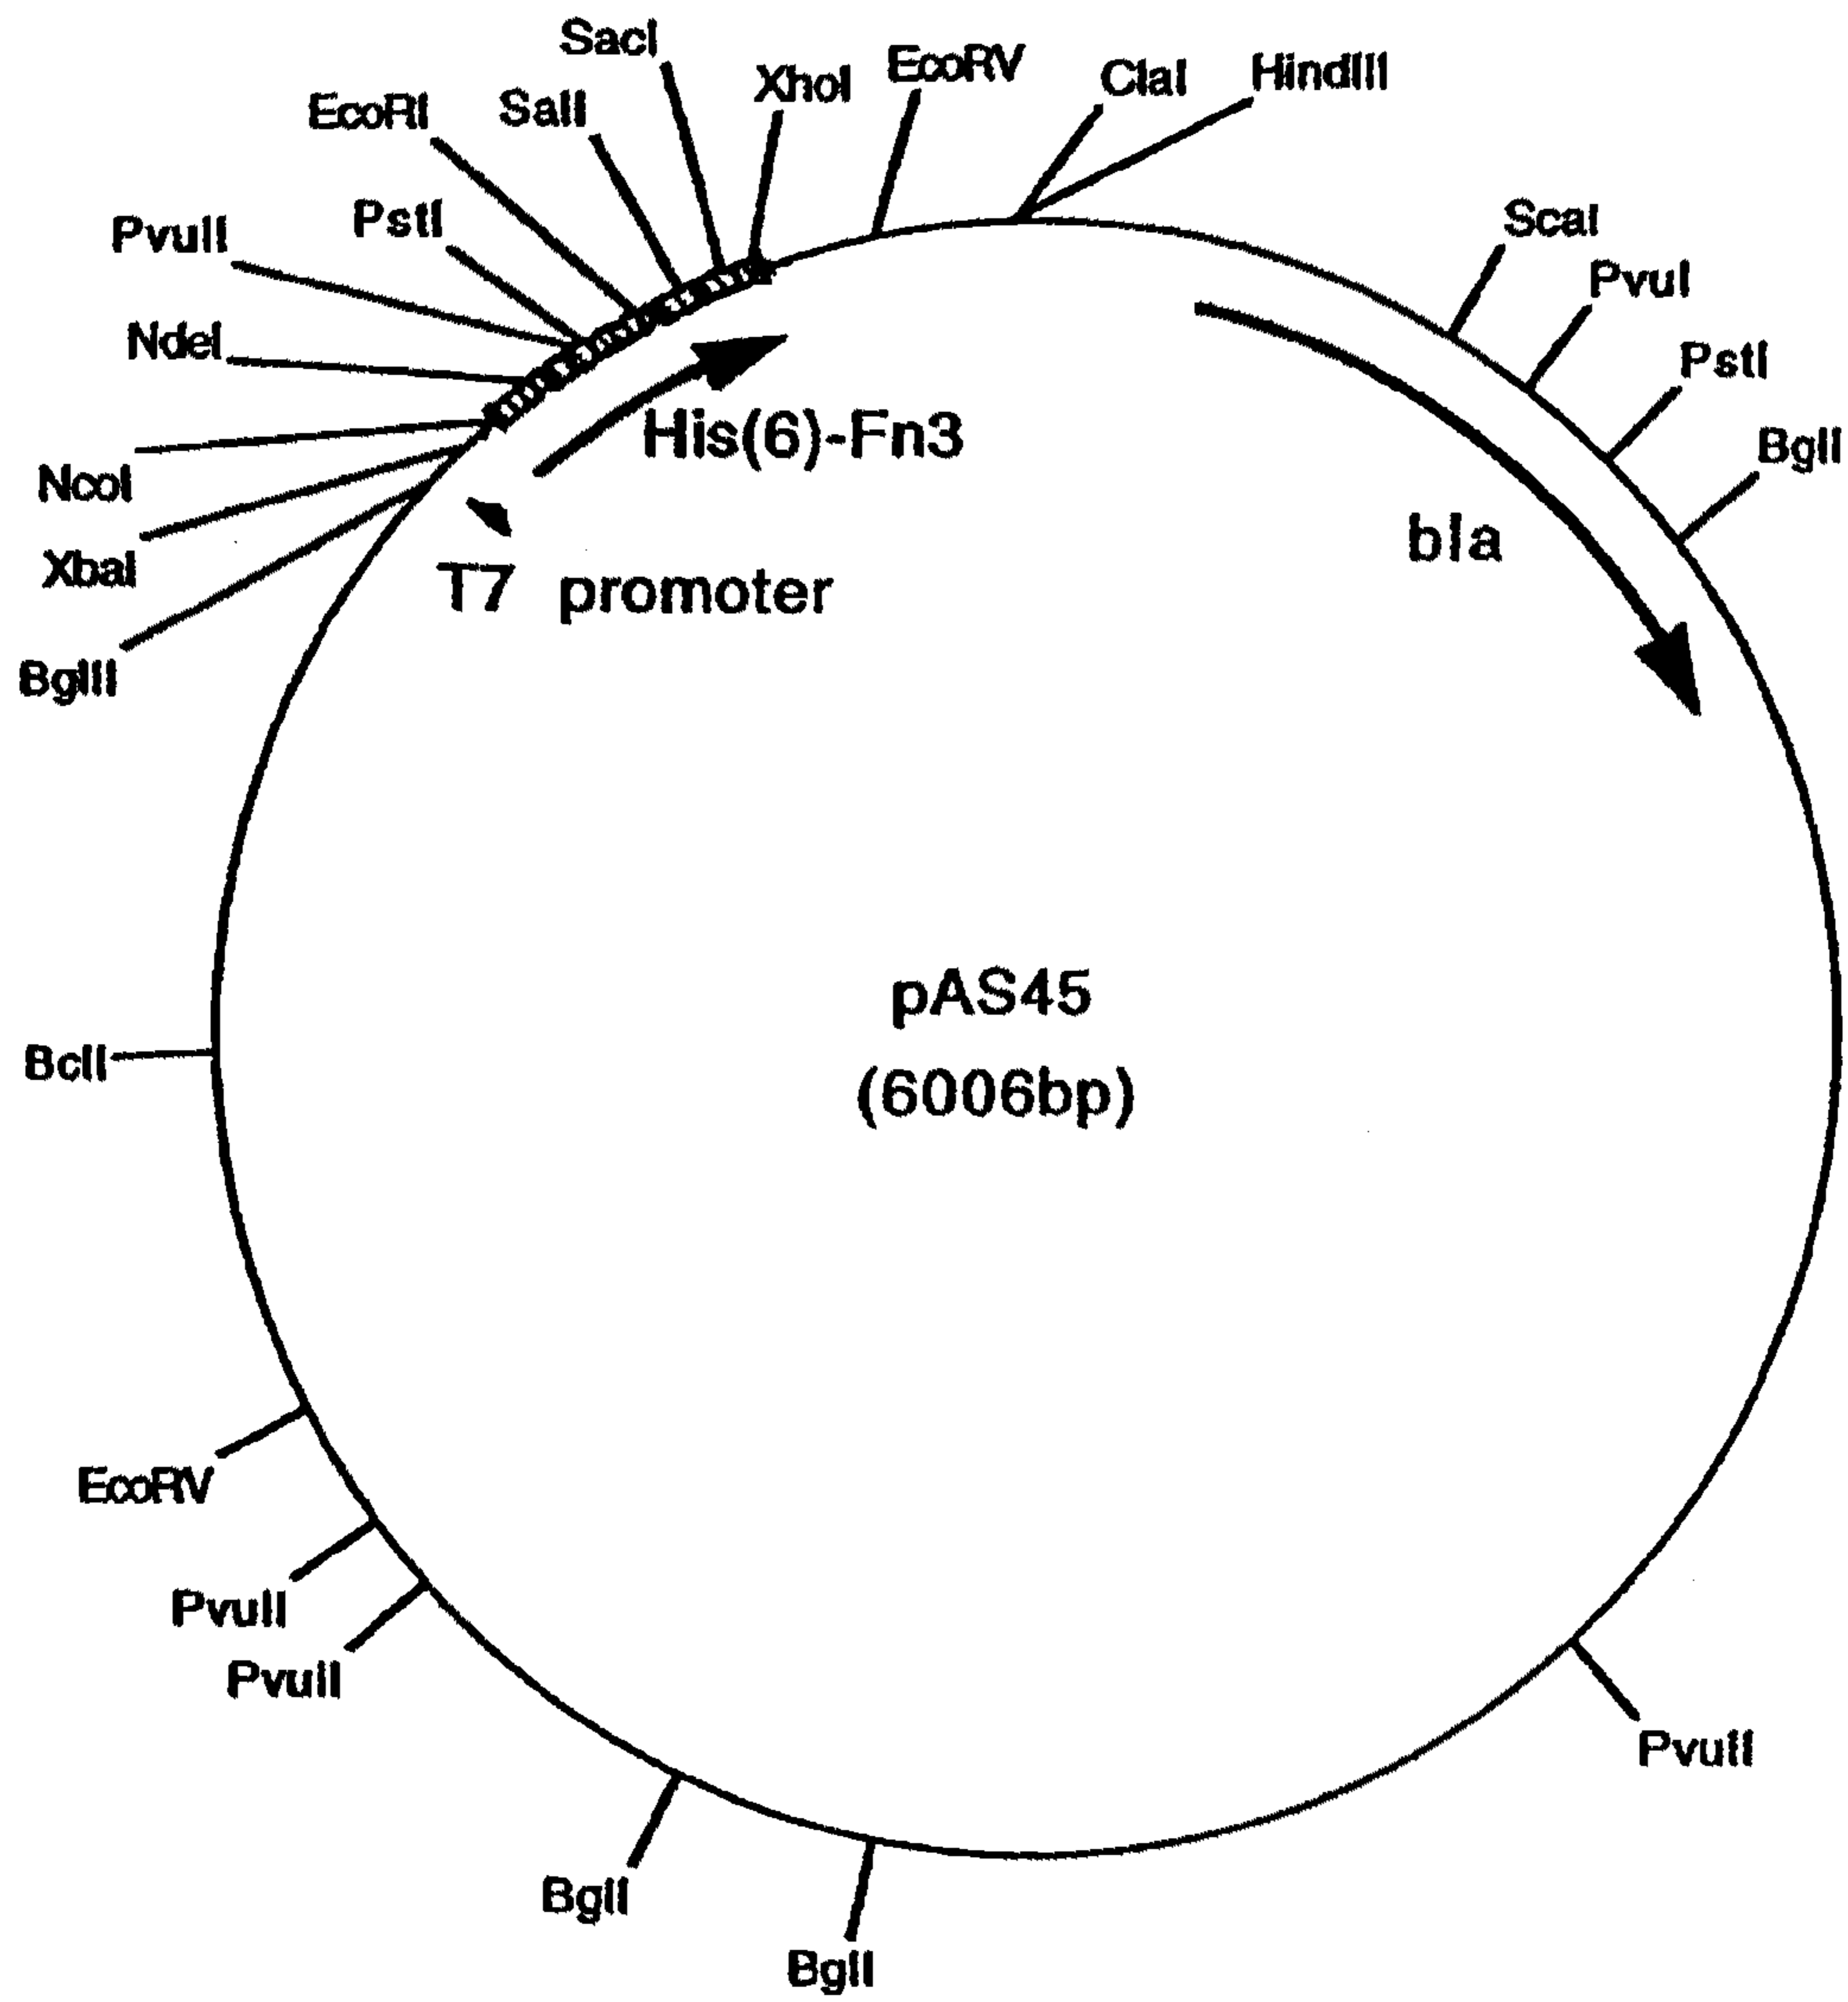 SacI
XhoI
EcoRV
ClaI
HindIII
EcoRI
SalI
PvuII
PstI
ScaI
PvuI
NdeI
PstI
His(6)-Fn3
BglI
NcoI
bla
XbaI
T7 promoter
BglII
pAS45
BclI
(6006bp)
EcoRV
PvuII
PvuII
PvuII
BglI
BglI